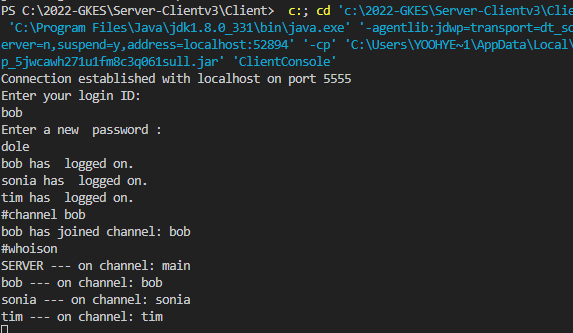 PS C:\2022-GKES\Server-Clientv3\Client> c:; cd 'c:\2022-GKES\Server-Clientv3\Clie
'C:\Program Files\Java\jdk1.8.0_331\bin\java.exe' '-agentlib:jdwp=transport=dt_so
erver=n,suspend=y,address=localhost:52894' '-cp' 'C:\Users\YOOHYE~1\AppData\Local\
p_5jwcawh271u1fm8c3q061sull.jar' 'ClientConsole'
Connection established with localhost on port 5555
Enter your login ID:
bob
Enter a new  password :
dole
bob has  logged on.
sonia has  logged on.
tim has  logged on.
#channel bob
bob has joined channel: bob
#whoison
SERVER --- on channel: main
bob --- on channel: bob
sonia --- on channel: sonia
tim --- on channel: tim